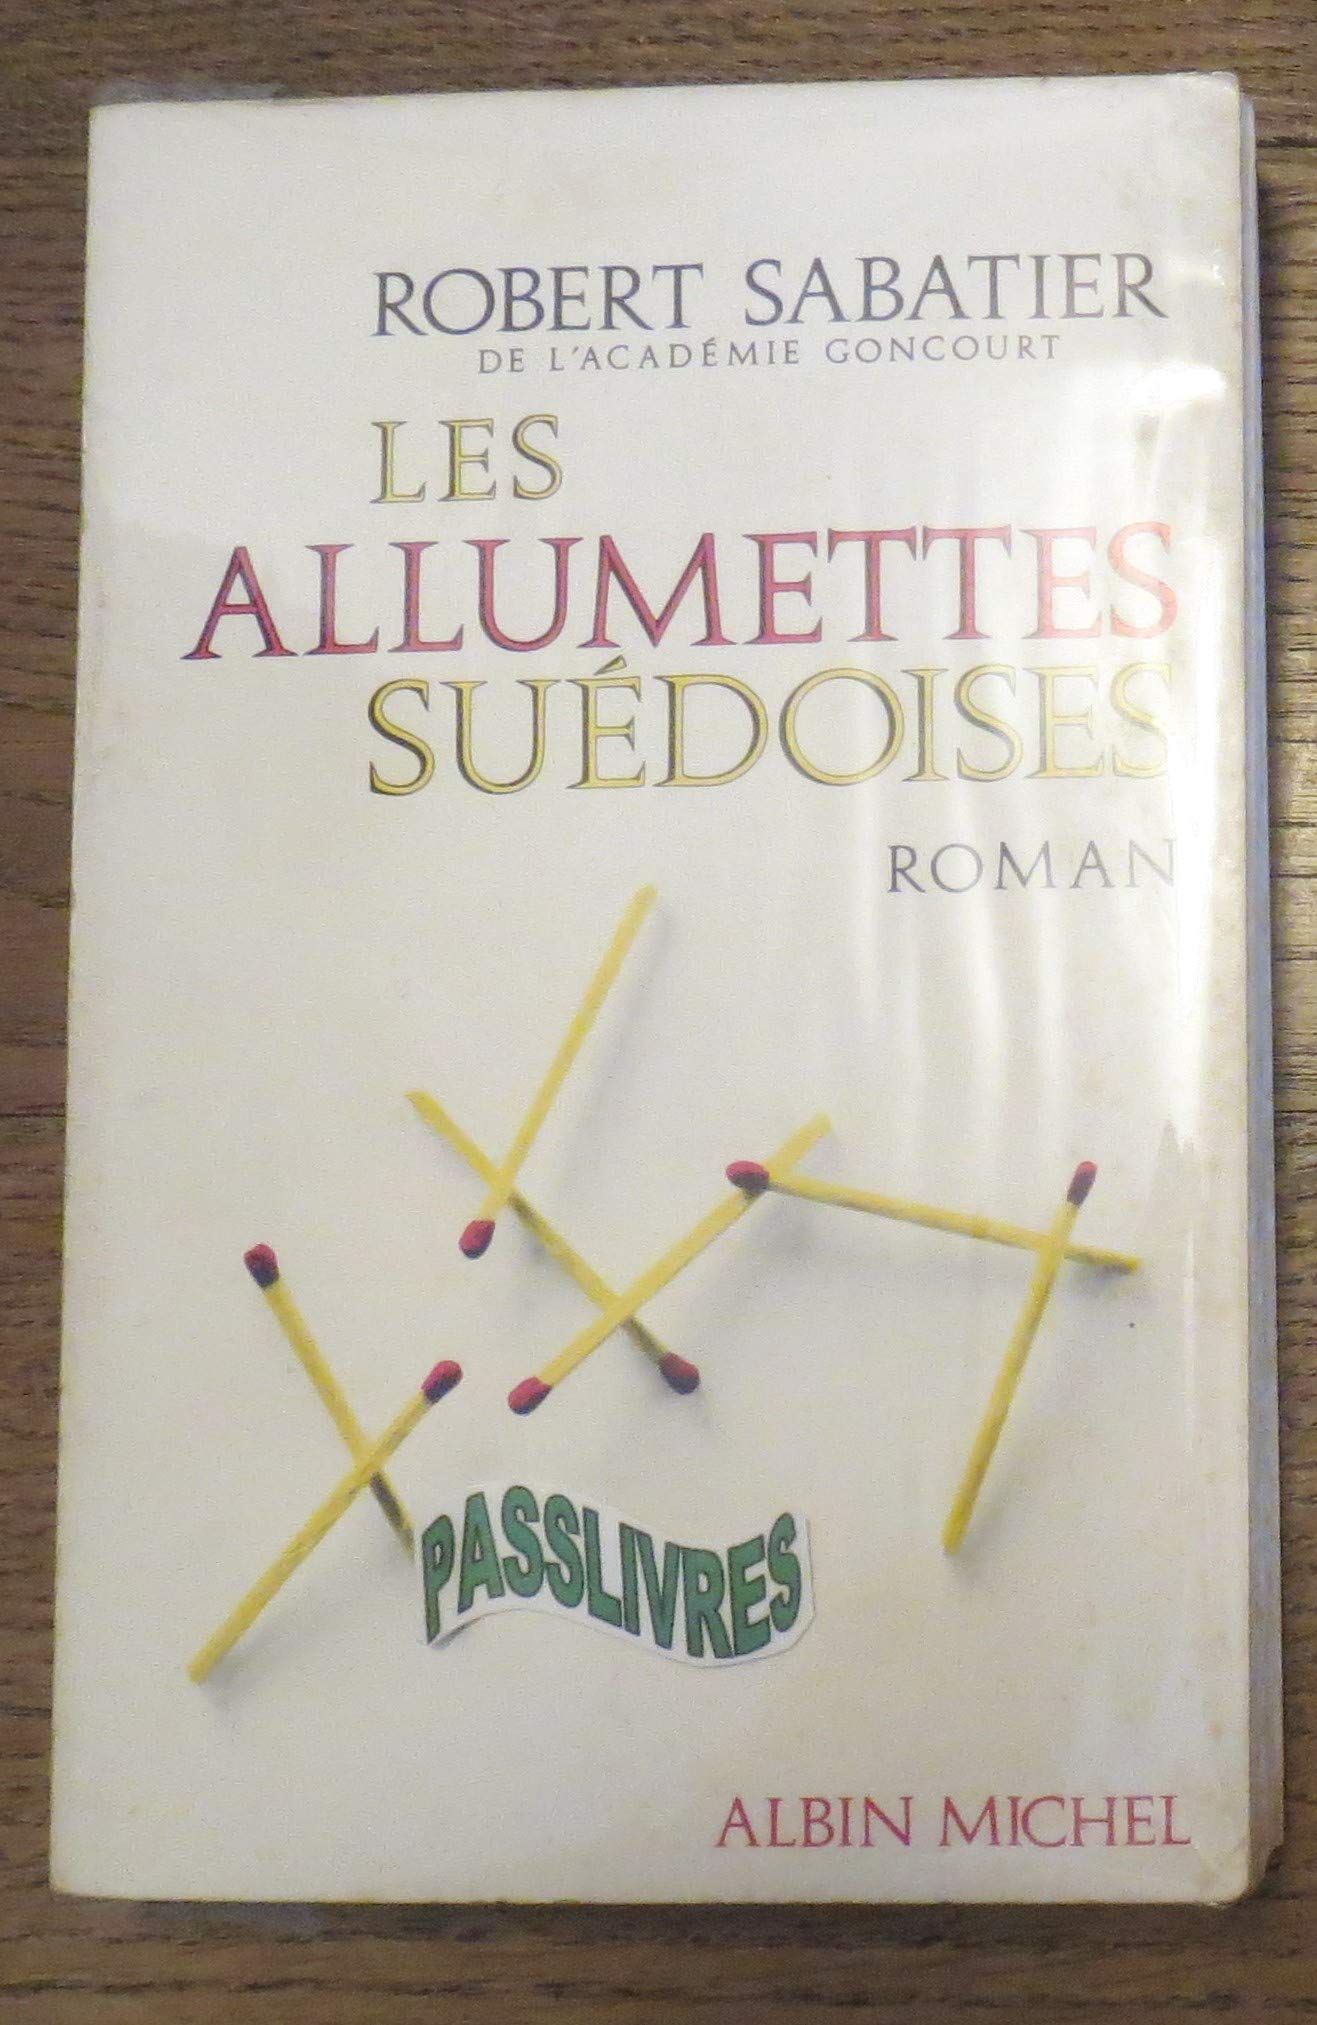 ROBERT SABATIER
DE L'ACADÉMIE GONCOURT
LES
ALLUMETTES
SUÉDOISES
ROMAN
PASSLIVRES
ALBIN MICHEL